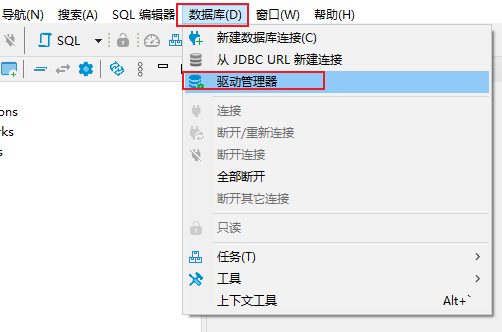 导航(N) 搜索(A) SQL 编辑器 数据库(D) 窗口(W) 帮助(H)
SQL
新建数据库连接(C)
从 JDBC URL 新建连接
驱动管理器
ons
连接
rks
断开/重新连接
s
断开连接
全部断开
断开其它连接
只读
任务(T)
工具
上下文工具 Alt+`